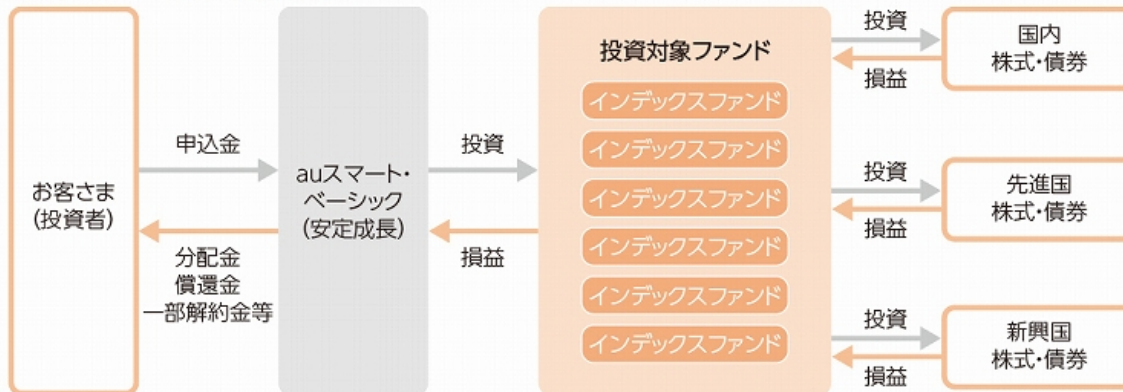 お客さま
(投資者)
申込金
分配金
償還金
一部解約金等
auスマート・
ベーシック
(安定成長)
投資
損益
投資対象ファンド
インデックスファンド
インデックスファンド
インデックスファンド
インデックスファンド
インデックスファンド
インデックスファンド
投資
損益
国内
株式・債券
投資
損益
先進国
株式・債券
投資
損益
新興国
株式・債券